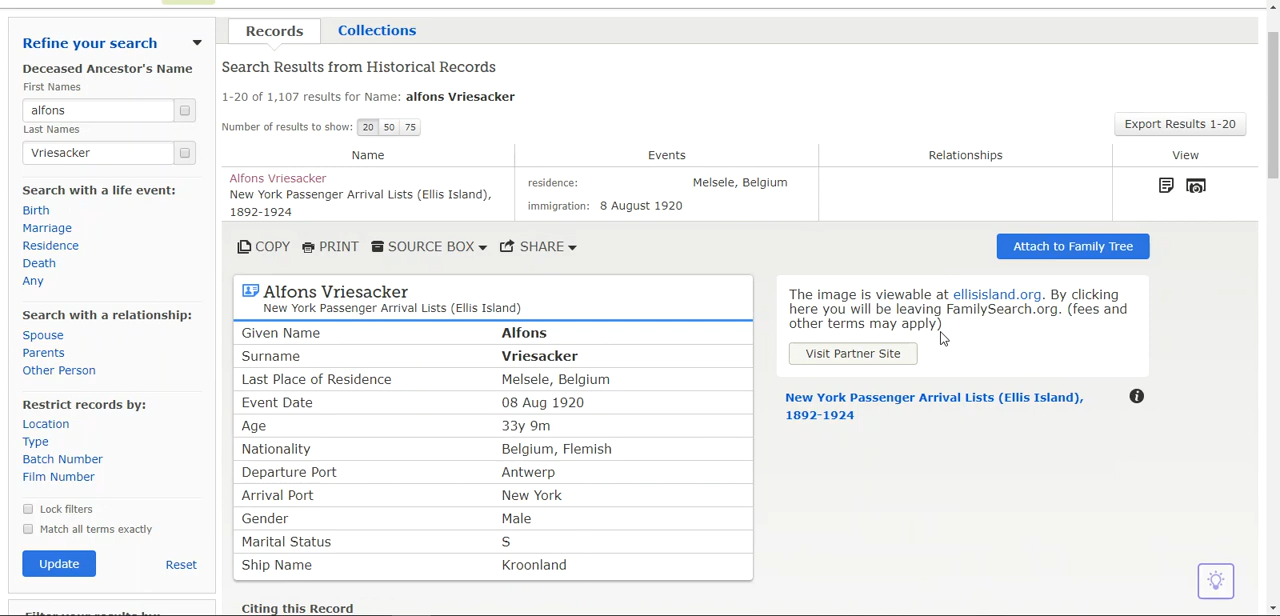 Refine your search
Deceased Ancestor's Name
First Names
alfons
Last Names
Vriesacker
Search with a life event:
Birth
Marriage
Residence
Death
Any
Search with a relationship:
Spouse
Parents
Other Person
Restrict records by:
Location
Type
Batch Number
Film Number
Lock filters
Match all terms exactly
Update Reset
Records Collections
Search Results from Historical Records
1-20 of 1,107 results for Name: alfons Vriesacker
Number of results to show: 20 50 75
Export Results 1-20
Name Events Relationships View
Alfons Vriesacker
New York Passenger Arrival Lists (Ellis Island),
1892-1924
residence: Melsele, Belgium
immigration: 8 August 1920
COPY PRINT SOURCE BOX SHARE
Attach to Family Tree
Alfons Vriesacker
New York Passenger Arrival Lists (Ellis Island)
Given Name Alfons
Surname Vriesacker
Last Place of Residence Melsele, Belgium
Event Date 08 Aug 1920
Age 33y 9m
Nationality Belgium, Flemish
Departure Port Antwerp
Arrival Port New York
Gender Male
Marital Status S
Ship Name Kroonland
Citing this Record
The image is viewable at ellisisland.org. By clicking
here you will be leaving FamilySearch.org. (fees and
other terms may apply)
Visit Partner Site
New York Passenger Arrival Lists (Ellis Island),
1892-1924